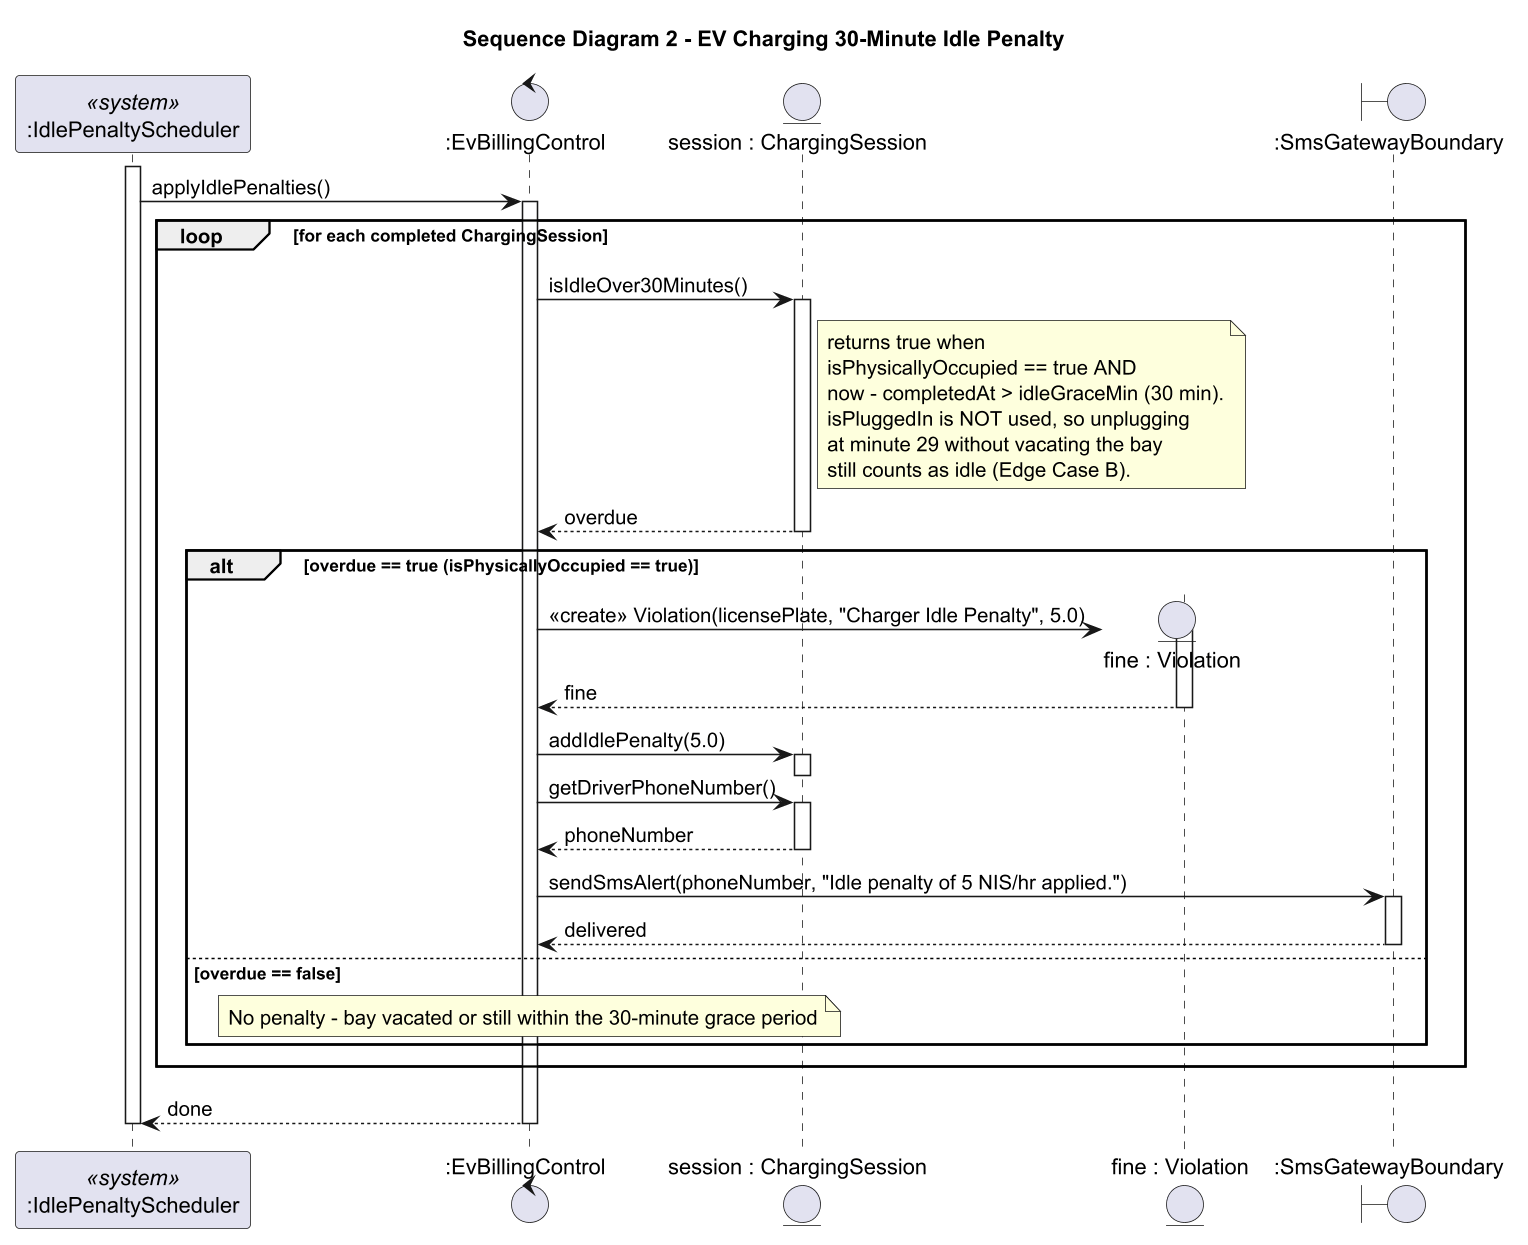 Sequence Diagram 2 - EV Charging 30-Minute Idle Penalty
«system»
:IdlePenaltyScheduler
:EvBillingControl
session : ChargingSession
:SmsGatewayBoundary
applyIdlePenalties()
loop
[for each completed ChargingSession]
isIdleOver30Minutes()
returns true when
isPhysicallyOccupied == true AND
now - completedAt > idleGraceMin (30 min).
isPluggedIn is NOT used, so unplugging
at minute 29 without vacating the bay
still counts as idle (Edge Case B).
overdue
alt
[overdue == true (isPhysicallyOccupied == true)]
«create» Violation(licensePlate, "Charger Idle Penalty", 5.0)
fine : Violation
fine
addIdlePenalty(5.0)
getDriverPhoneNumber()
phoneNumber
sendSmsAlert(phoneNumber, "Idle penalty of 5 NIS/hr applied.")
delivered
[overdue == false]
No penalty - bay vacated or still within the 30-minute grace period
done
«system»
:IdlePenaltyScheduler
:EvBillingControl
session : ChargingSession
fine : Violation
:SmsGatewayBoundary